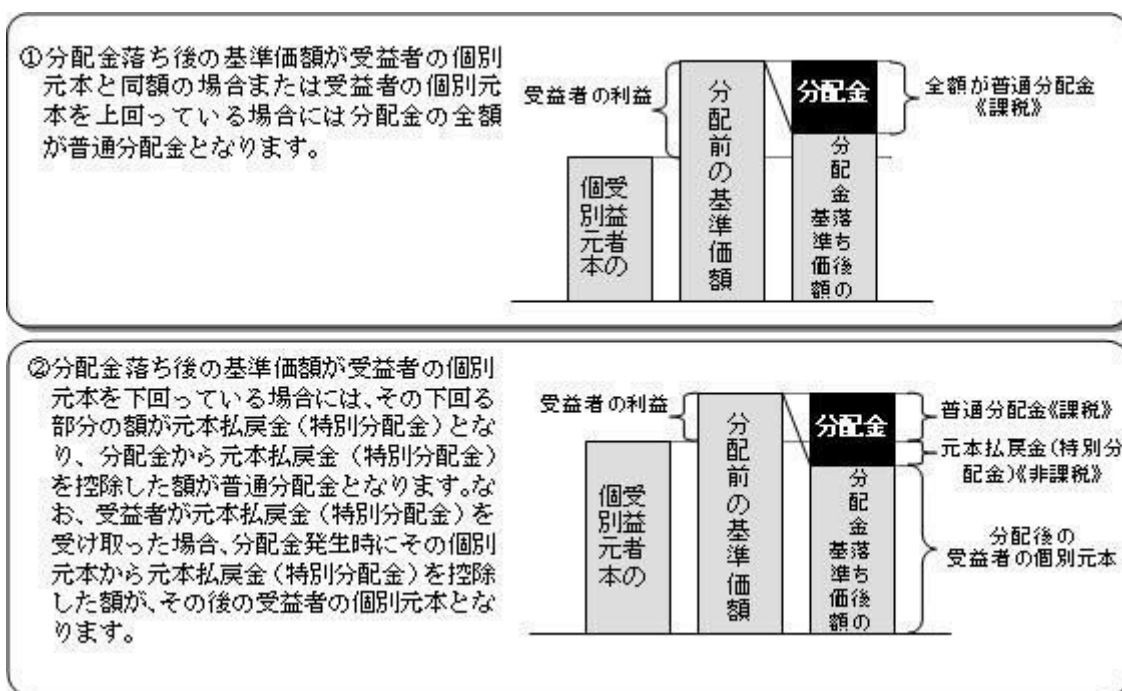 ①分配金落ち後の基準価額が受益者の個別
元本と同額の場合または受益者の個別元
本を上回っている場合には分配金の全額
が普通分配金となります。
受益者の利益
受益者の
個別元本
分配前の基準価額
分配金
分配金落ち後の
基準価額
全額が普通分配金
《課税》
②分配金落ち後の基準価額が受益者の個別
元本を下回っている場合には、その下回る
部分の額が元本払戻金（特別分配金）とな
り、分配金から元本払戻金（特別分配金）
を控除した額が普通分配金となります。な
お、受益者が元本払戻金（特別分配金）を
受け取った場合、分配金発生時にその個別
元本から元本払戻金（特別分配金）を控除
した額が、その後の受益者の個別元本とな
ります。
受益者の利益
受益者の
個別元本
分配前の基準価額
分配金
分配金落ち後の
基準価額
普通分配金《課税》
元本払戻金(特別分
配金)《非課税》
分配後の
受益者の個別元本